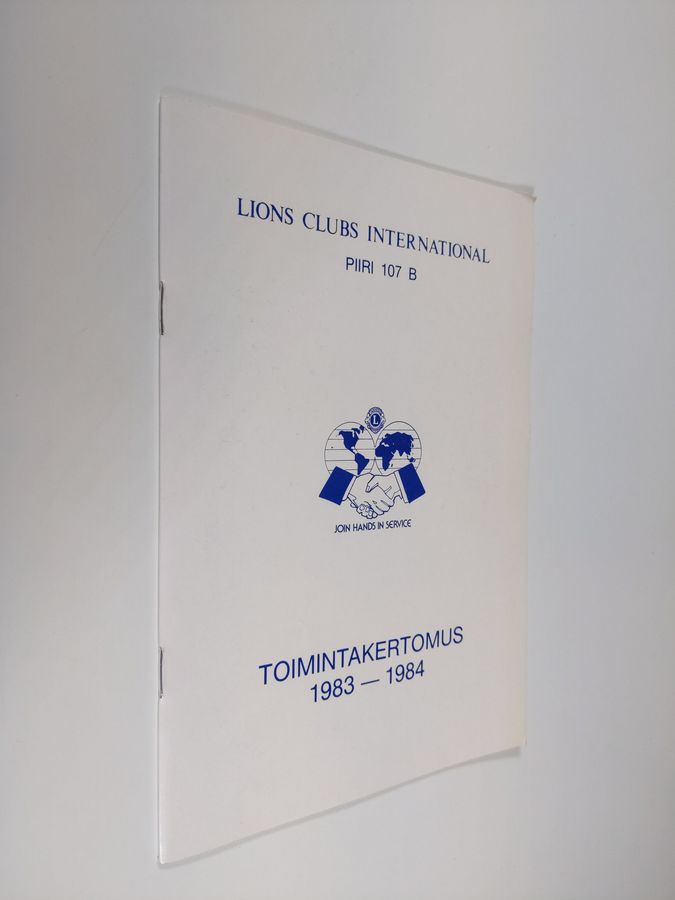 LIONS CLUBS INTERNATIONAL
PIIRI 107 B
L
JOIN HANDS IN SERVICE
TOIMINTAKERTOMUS
1983 — 1984